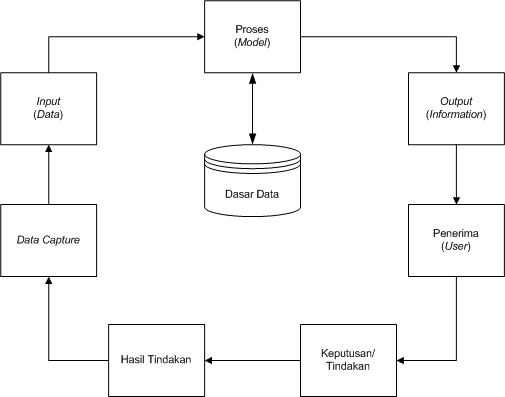 Proses
(Model)
Input
(Data)
Output
(Information)
Dasar Data
Data Capture
Penerima
(User)
Hasil Tindakan
Keputusan/
Tindakan